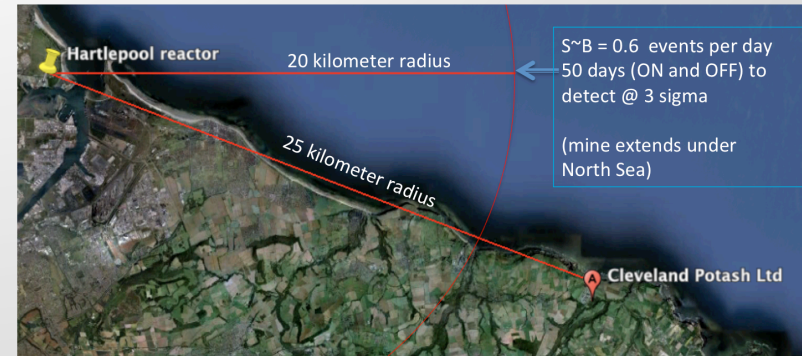 Hartlepool reactor
20 kilometer radius
S~B = 0.6 events per day
50 days (ON and OFF) to
detect @ 3 sigma
(mine extends under
North Sea)
25 kilometer radius
A
Cleveland Potash Ltd